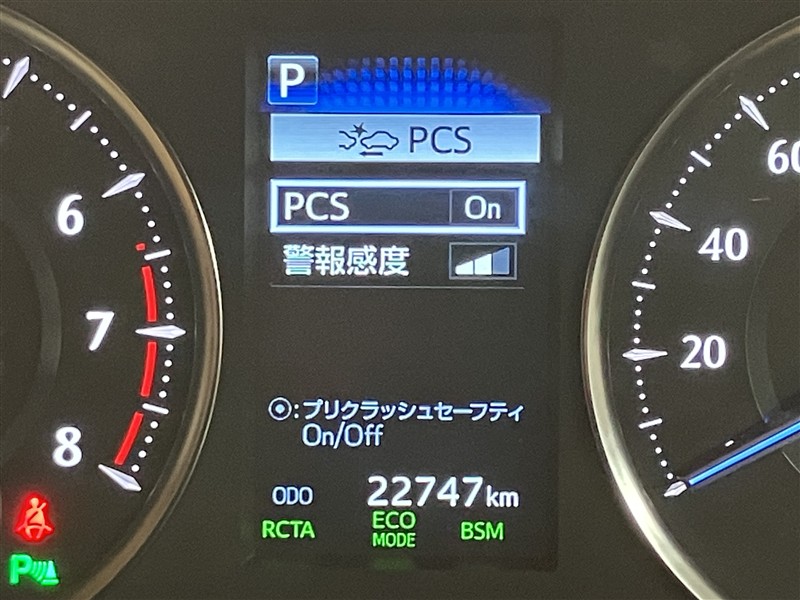 P
PCS
PCS On
警報感度
⦿:プリクラッシュセーフティ
On/Off
ODO 22747km
RCTA ECO MODE BSM
6
7
8
P
60
40
20